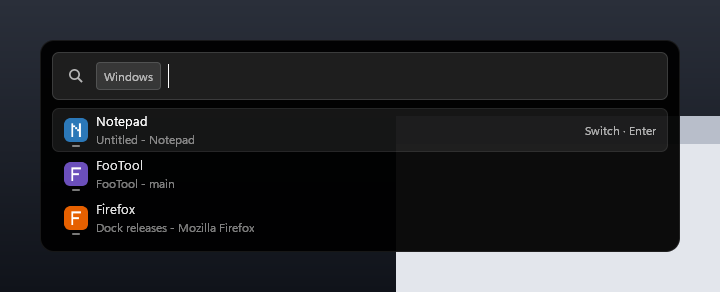 Windows
N
Notepad
Untitled - Notepad
Switch · Enter
F
FooTool
FooTool - main
F
Firefox
Dock releases - Mozilla Firefox